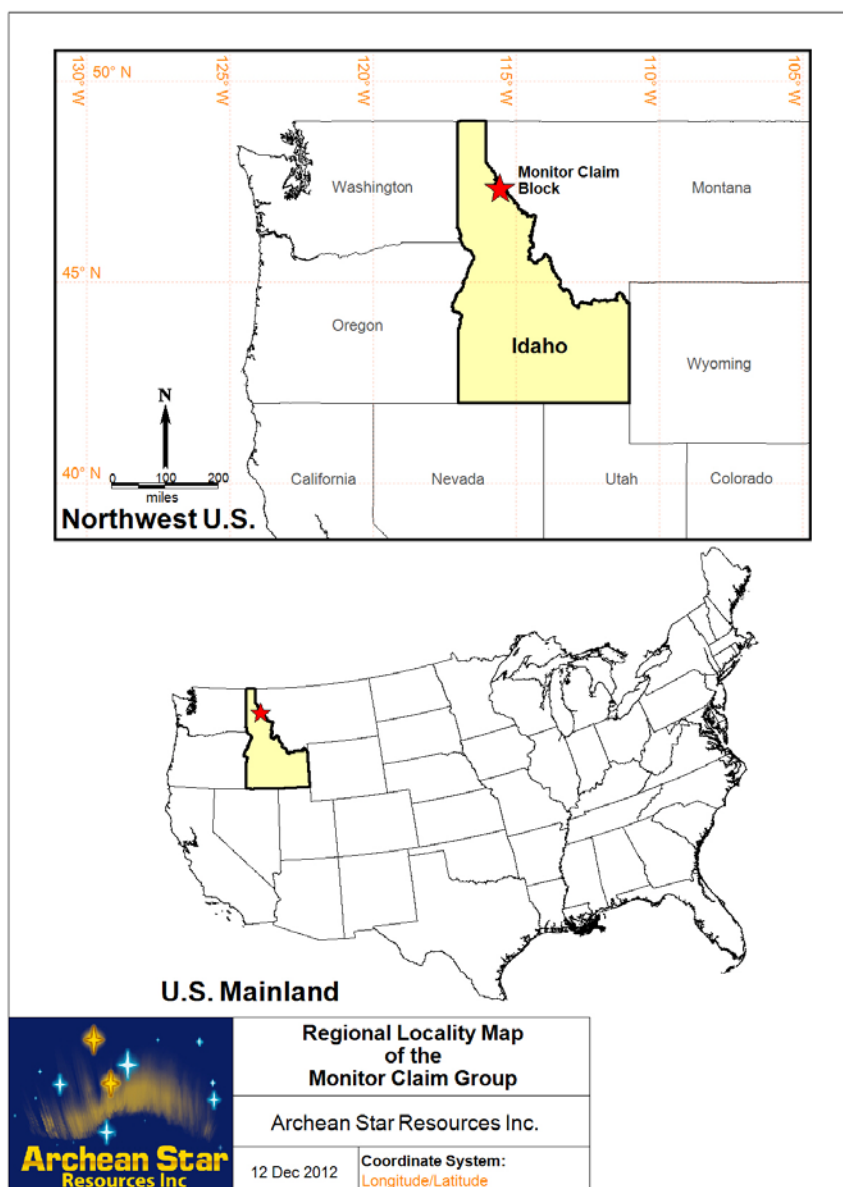 130° W
125° W
120° W
115° W
110° W
105° W
50° N
Washington
Monitor Claim
Block
Montana
45° N
Oregon
Idaho
Wyoming
N
40° N
0 100 200
miles
California
Nevada
Utah
Colorado
Northwest U.S.
U.S. Mainland
Regional Locality Map
of the
Monitor Claim Group
Archean Star Resources Inc.
Archean Star
Resources Inc
12 Dec 2012
Coordinate System:
Longitude/Latitude